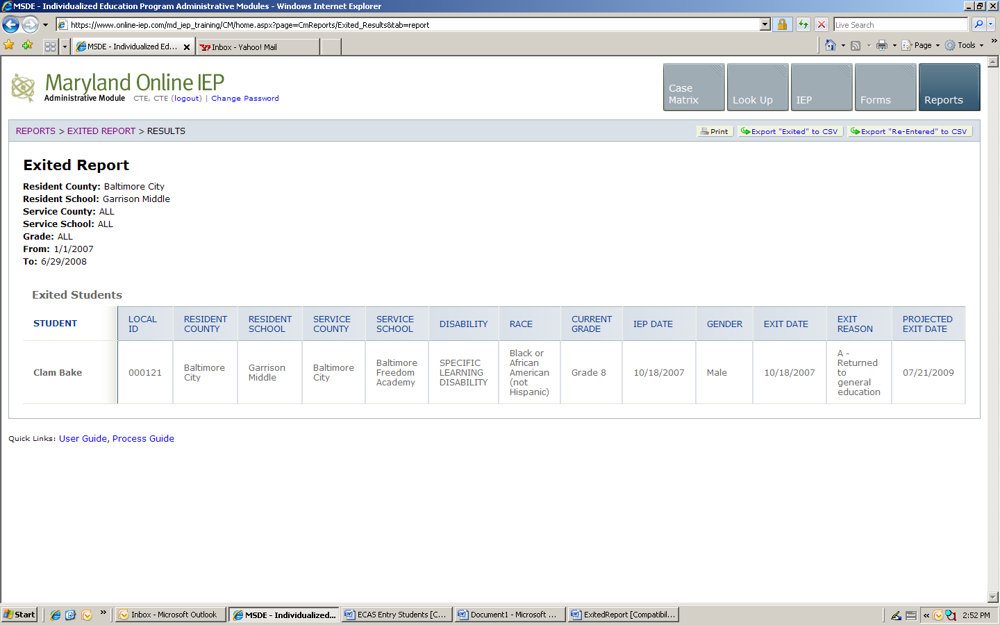 MSDE - Individualized Education Program Administrative Modules - Windows Internet Explorer
https://www.online-iep.com/md_iep_training/CM/home.aspx?page=CmReports/Exited_Results&tab=report
Live Search
MSDE - Individualized Ed...
Inbox - Yahoo! Mail
Page
Tools
Maryland Online IEP
Administrative Module CTE, CTE (logout) | Change Password
Case Matrix
Look Up
IEP
Forms
Reports
REPORTS > EXITED REPORT > RESULTS
Print
Export "Exited" to CSV
Export "Re-Entered" to CSV
Exited Report
Resident County: Baltimore City
Resident School: Garrison Middle
Service County: ALL
Service School: ALL
Grade: ALL
From: 1/1/2007
To: 6/29/2008
Exited Students
STUDENT LOCAL ID RESIDENT COUNTY RESIDENT SCHOOL SERVICE COUNTY SERVICE SCHOOL DISABILITY RACE CURRENT GRADE IEP DATE GENDER EXIT DATE EXIT REASON PROJECTED EXIT DATE
Clam Bake 000121 Baltimore City Garrison Middle Baltimore City Baltimore Freedom Academy SPECIFIC LEARNING DISABILITY Black or African American (not Hispanic) Grade 8 10/18/2007 Male 10/18/2007 A - Returned to general education 07/21/2009
Quick Links: User Guide, Process Guide
Start
Inbox - Microsoft Outlook
MSDE - Individualized...
ECAS Entry Students [C...
Document1 - Microsoft ...
ExitedReport [Compatibil...
2:52 PM